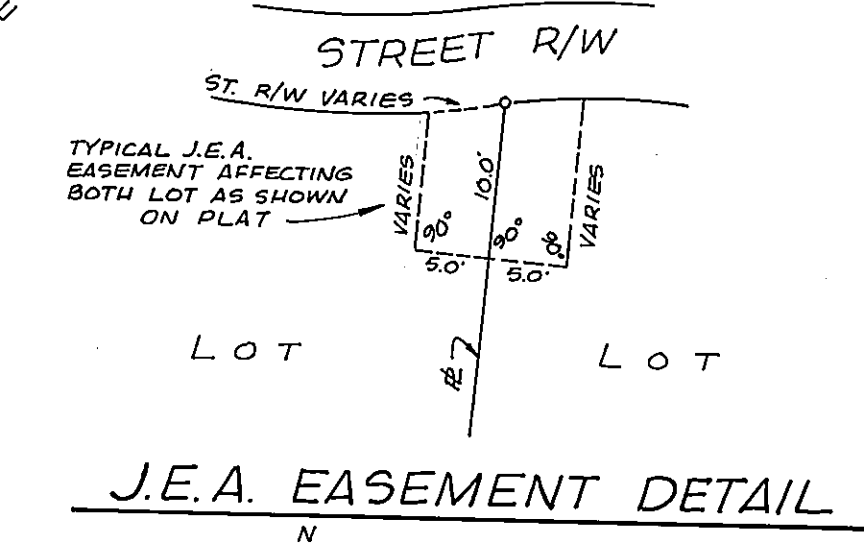 STREET R/W
ST. R/W VARIES
TYPICAL J.E.A.
EASEMENT AFFECTING
BOTH LOT AS SHOWN
ON PLAT
VARIES
10.0'
VARIES
90°
90°
90°
5.0'
5.0'
LOT
LOT
PL
J.E.A. EASEMENT DETAIL
N